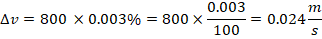 Δv = 800 × 0.003% = 800 × 0.003/100 = 0.024 m/s